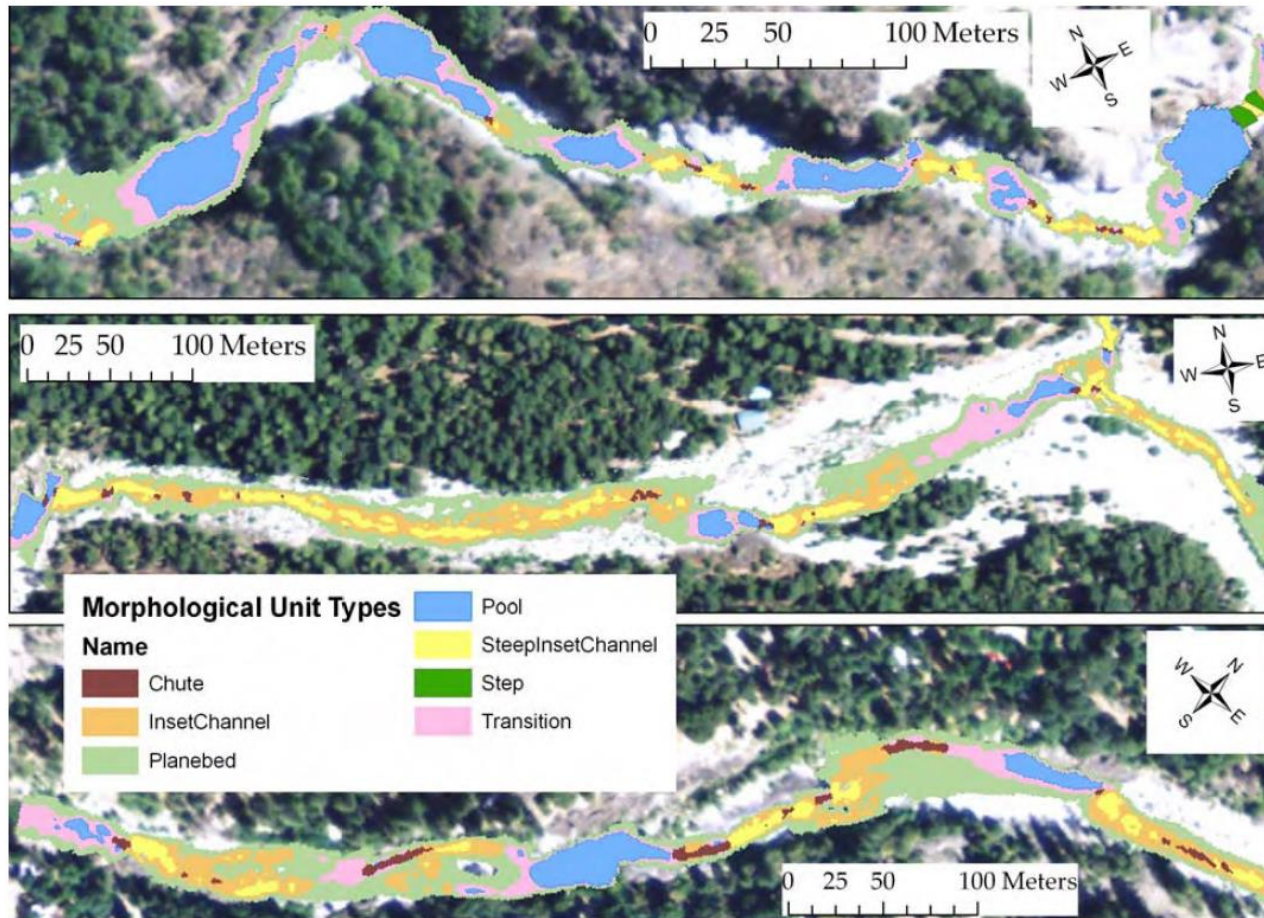 0 25 50 100 Meters
N
E
W
S
0 25 50 100 Meters
N
E
W
S
Morphological Unit Types
Name
Chute
InsetChannel
Planebed
Pool
SteepInsetChannel
Step
Transition
W
N
S
E
0 25 50 100 Meters